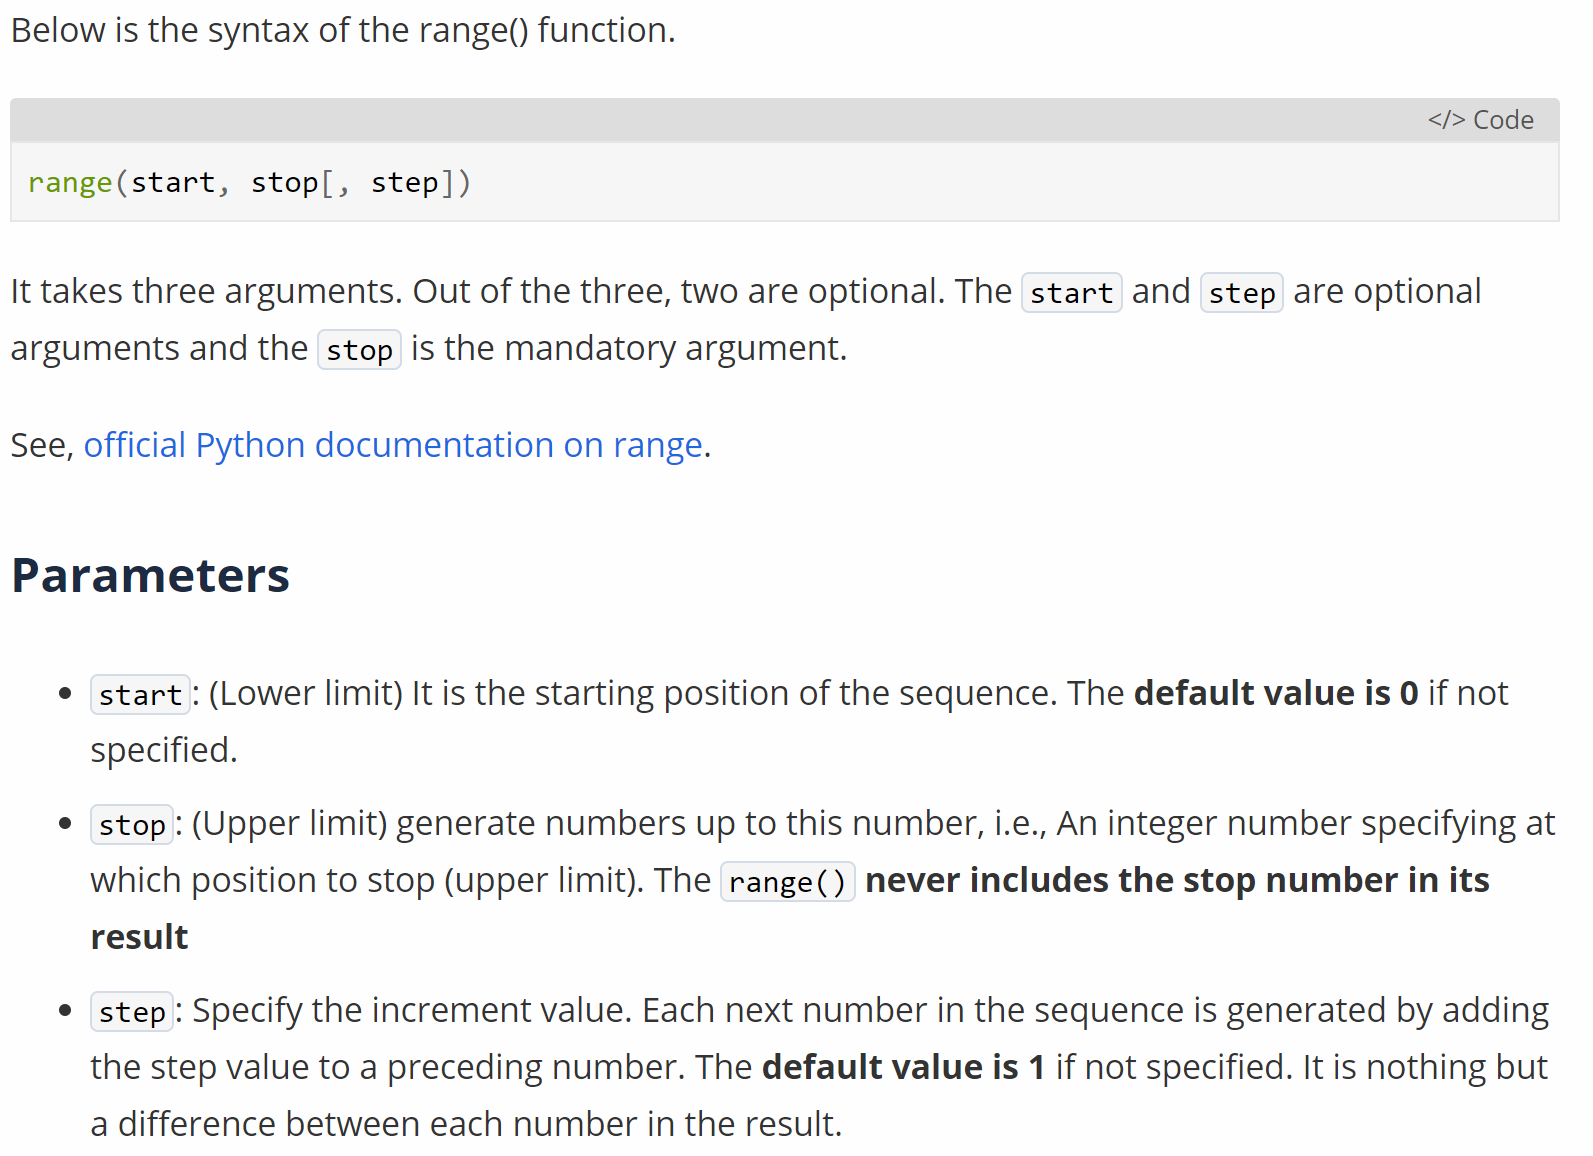 Below is the syntax of the range() function.
</> Code
range(start, stop[, step])
It takes three arguments. Out of the three, two are optional. The start and step are optional
arguments and the stop is the mandatory argument.
See, official Python documentation on range.
Parameters
• start: (Lower limit) It is the starting position of the sequence. The default value is 0 if not
specified.
• stop: (Upper limit) generate numbers up to this number, i.e., An integer number specifying at
which position to stop (upper limit). The range() never includes the stop number in its
result
• step: Specify the increment value. Each next number in the sequence is generated by adding
the step value to a preceding number. The default value is 1 if not specified. It is nothing but
a difference between each number in the result.